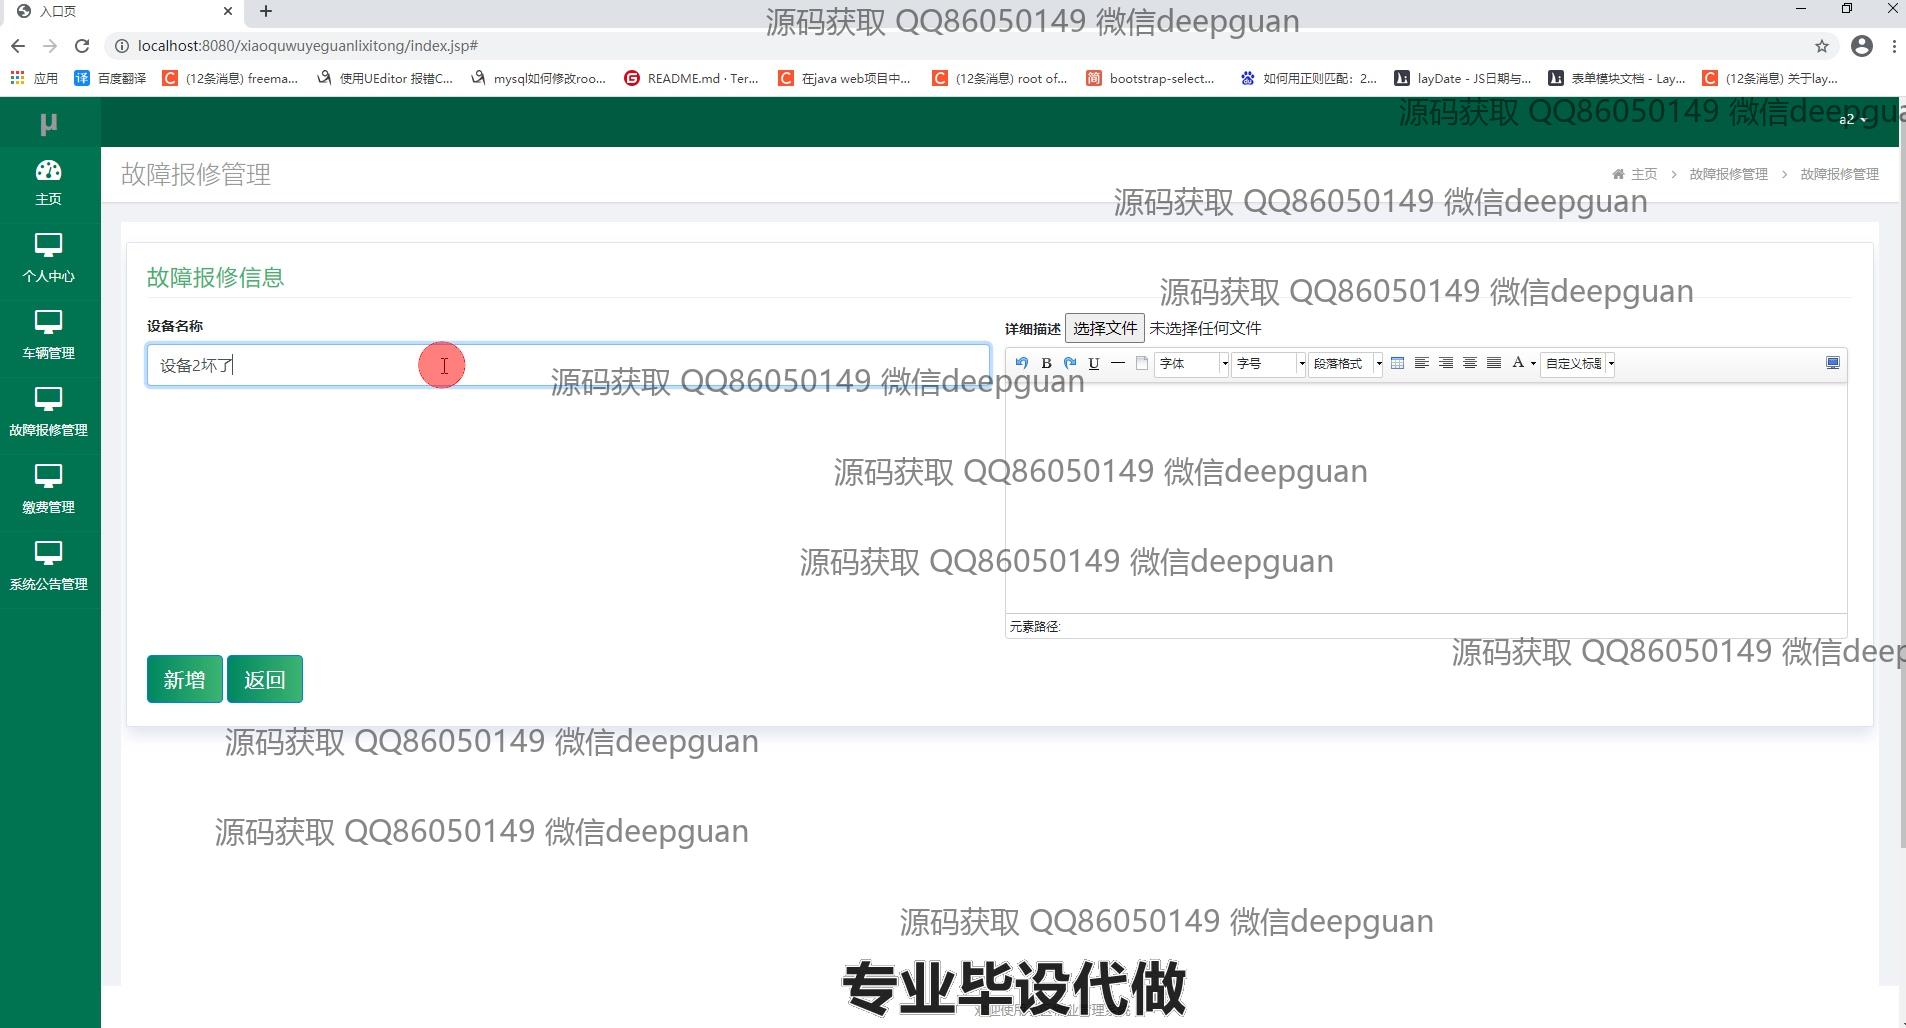 入口页
源码获取 QQ86050149 微信deepguan
localhost:8080/xiaoquwuyeguanlixitong/index.jsp#
应用 百度翻译 (12条消息) freema... 使用UEditor 报错C... mysql如何修改roo... README.md · Ter... 在java web项目中... (12条消息) root of... bootstrap-select... 如何用正则匹配：2... layDate - JS日期与... 表单模块文档 - Lay... (12条消息) 关于lay...
μ
源码获取 QQ86050149 微信deepgua
a2
主页
故障报修管理
主页 > 故障报修管理 > 故障报修管理
源码获取 QQ86050149 微信deepguan
个人中心
故障报修信息
源码获取 QQ86050149 微信deepguan
设备名称
详细描述 选择文件 未选择任何文件
车辆管理
设备2坏了
B U 字体 字号 段落格式 A 自定义标题
源码获取 QQ86050149 微信deepguan
故障报修管理
源码获取 QQ86050149 微信deepguan
缴费管理
源码获取 QQ86050149 微信deepguan
系统公告管理
元素路径:
源码获取 QQ86050149 微信deep
新增 返回
源码获取 QQ86050149 微信deepguan
源码获取 QQ86050149 微信deepguan
源码获取 QQ86050149 微信deepguan
专业毕设代做